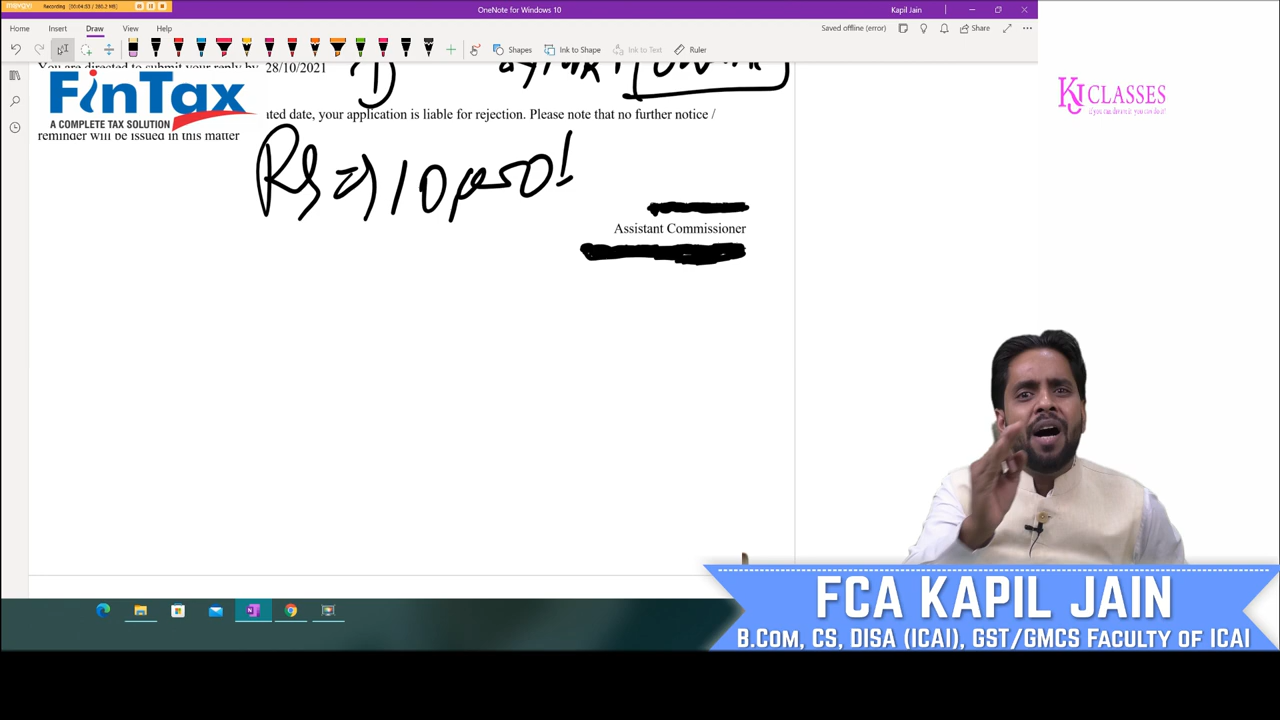 movavi
Recording
OneNote for Windows 10
Kapil Jain
Home
Insert
Draw
View
Help
Saved offline (error)
Share
Shapes
Ink to Shape
Ink to Text
Ruler
You are directed to submit your reply by 28/10/2021
FinTax
A COMPLETE TAX SOLUTION
ated date, your application is liable for rejection. Please note that no further notice /
reminder will be issued in this matter
Assistant Commissioner
KJ CLASSES
FCA KAPIL JAIN
B.Com, CS, DISA (ICAI), GST/GMCS Faculty of ICAI